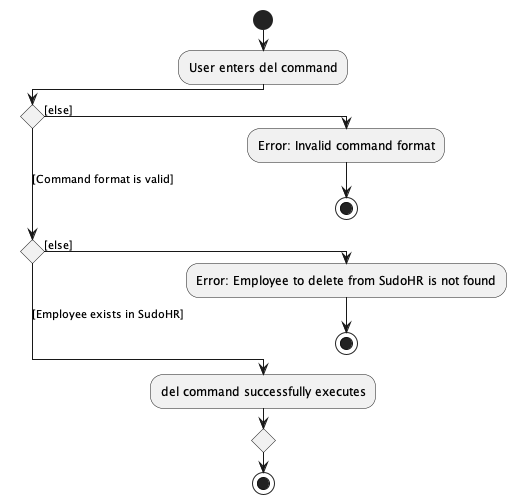 User enters del command
[else]
Error: Invalid command format
[Command format is valid]
[else]
Error: Employee to delete from SudoHR is not found
[Employee exists in SudoHR]
del command successfully executes